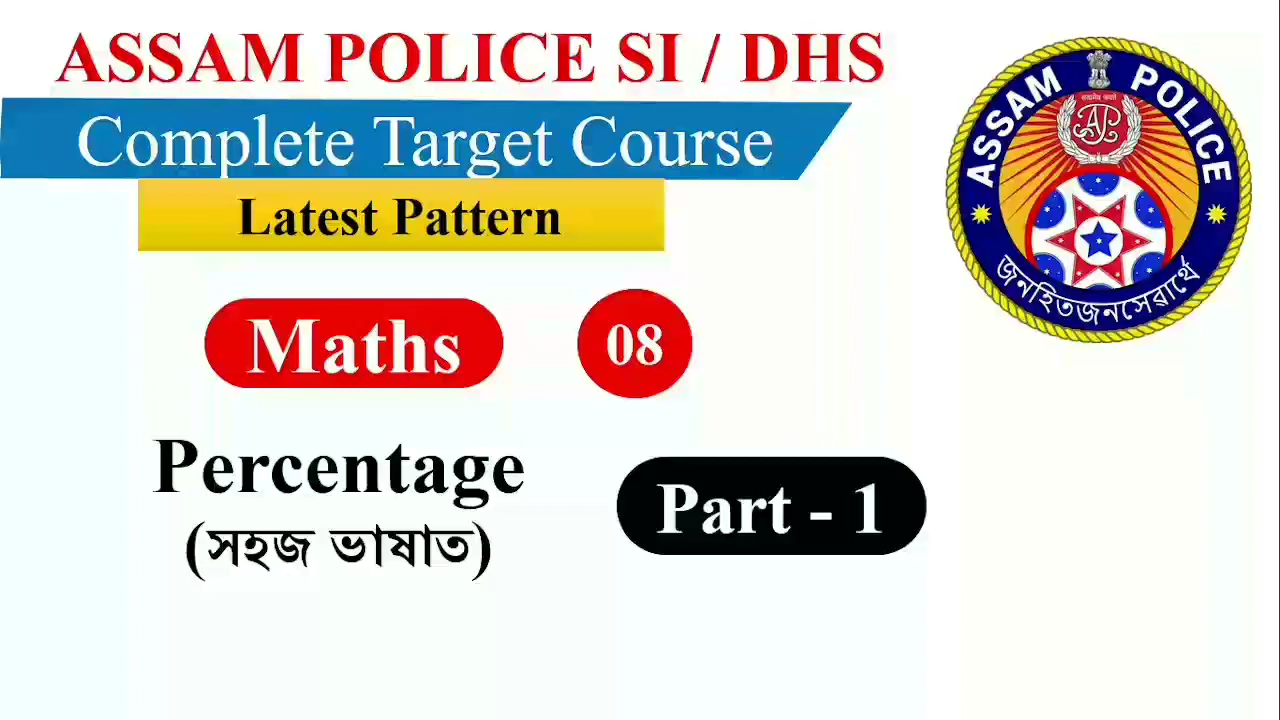 ASSAM POLICE SI / DHS
Complete Target Course
Latest Pattern
Maths
08
Percentage
(সহজ ভাষাত)
Part - 1
ASSAM POLICE
জনহিতজনসেৱাৰ্থে